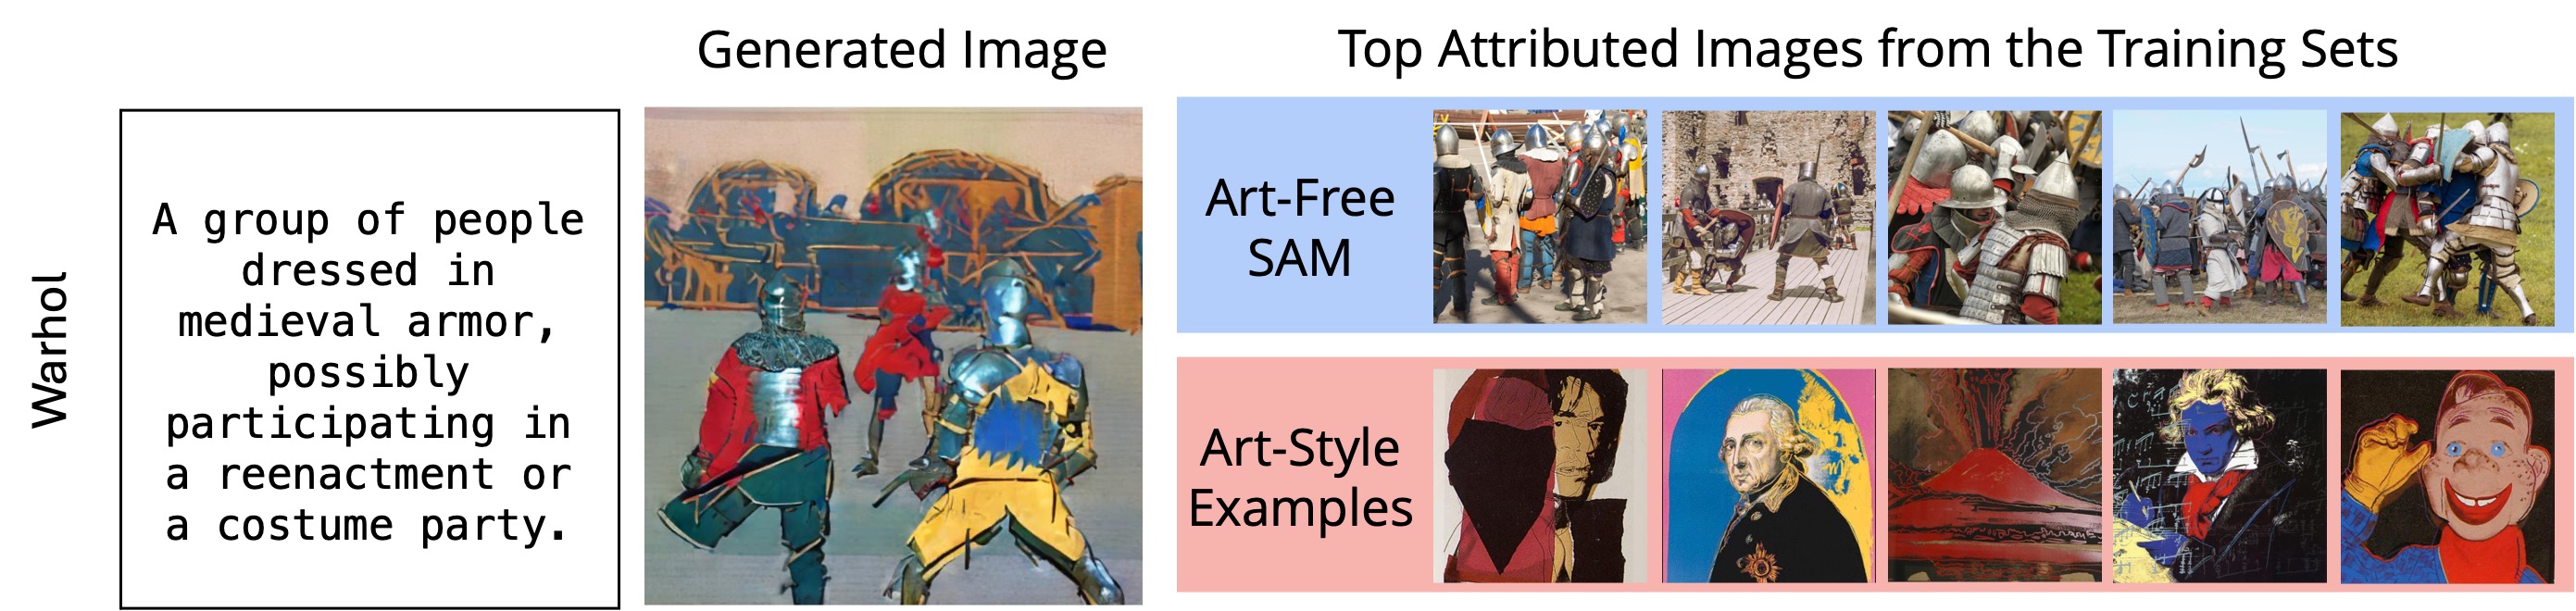 Generated Image
Top Attributed Images from the Training Sets
Warhol
A group of people
dressed in
medieval armor,
possibly
participating in
a reenactment or
a costume party.
Art-Free
SAM
Art-Style
Examples